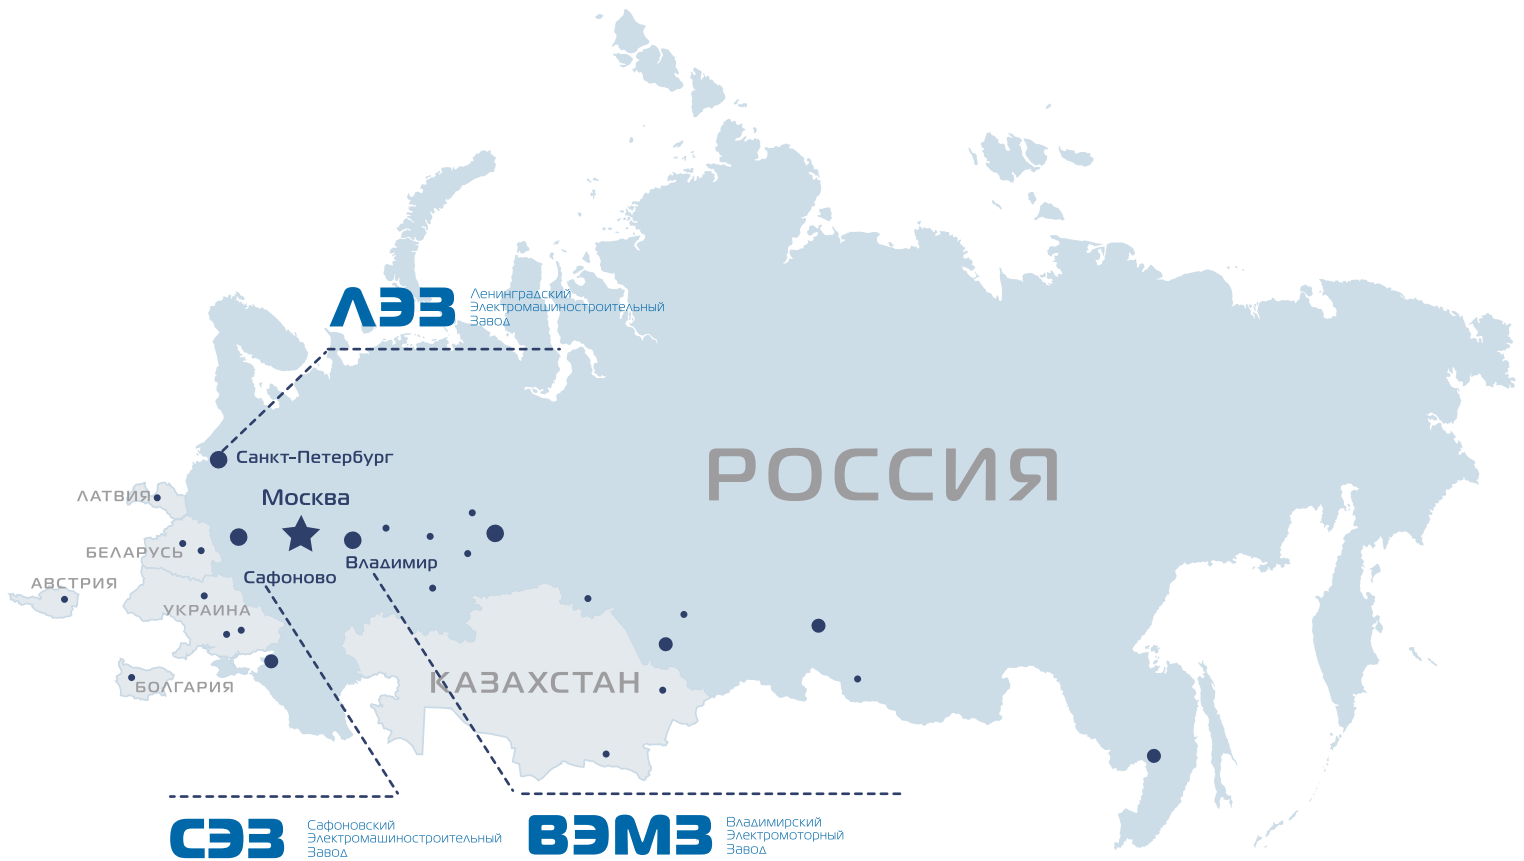 ЛЭЗ
Ленинградский
Электромашиностроительный
Завод
Санкт-Петербург
РОССИЯ
ЛАТВИЯ
Москва
БЕЛАРУСЬ
Владимир
Сафоново
АВСТРИЯ
УКРАИНА
КАЗАХСТАН
БОЛГАРИЯ
СЭЗ
Сафоновский
Электромашиностроительный
Завод
ВЭМЗ
Владимирский
Электромоторный
Завод